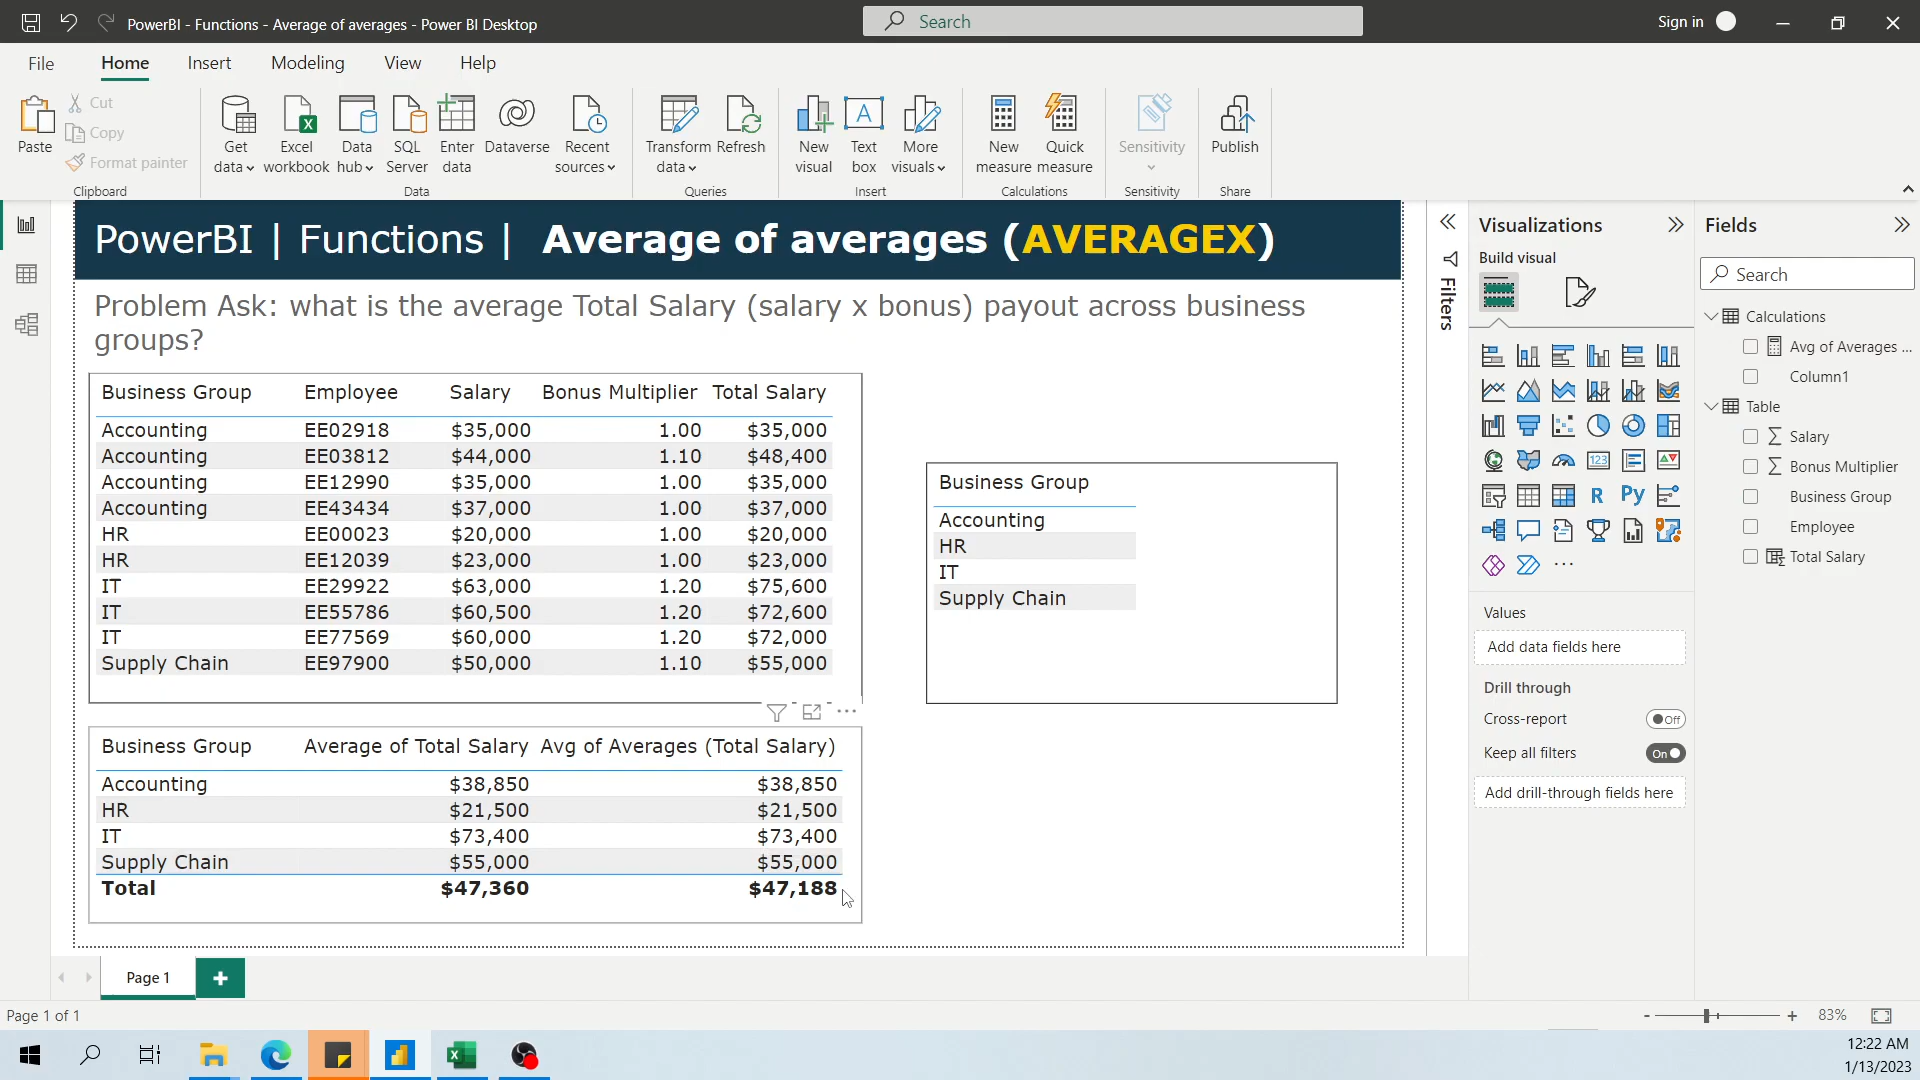 PowerBI - Functions - Average of averages - Power BI Desktop
Search
Sign in
File
Home
Insert
Modeling
View
Help
Paste
Cut
Copy
Format painter
Clipboard
Get data
Excel workbook
Data hub
SQL Server
Enter data
Dataverse
Recent sources
Data
Transform data
Refresh
Queries
New visual
Text box
More visuals
Insert
New measure
Quick measure
Calculations
Sensitivity
Sensitivity
Publish
Share
PowerBI | Functions | Average of averages (AVERAGEX)
Problem Ask: what is the average Total Salary (salary x bonus) payout across business
groups?
Business Group Employee Salary Bonus Multiplier Total Salary
Accounting EE02918 $35,000 1.00 $35,000
Accounting EE03812 $44,000 1.10 $48,400
Accounting EE12990 $35,000 1.00 $35,000
Accounting EE43434 $37,000 1.00 $37,000
HR EE00023 $20,000 1.00 $20,000
HR EE12039 $23,000 1.00 $23,000
IT EE29922 $63,000 1.20 $75,600
IT EE55786 $60,500 1.20 $72,600
IT EE77569 $60,000 1.20 $72,000
Supply Chain EE97900 $50,000 1.10 $55,000
Business Group
Accounting
HR
IT
Supply Chain
Business Group Average of Total Salary Avg of Averages (Total Salary)
Accounting $38,850 $38,850
HR $21,500 $21,500
IT $73,400 $73,400
Supply Chain $55,000 $55,000
Total $47,360 $47,188
Filters
Visualizations
Build visual
123
R
Py
Values
Add data fields here
Drill through
Cross-report
Off
Keep all filters
On
Add drill-through fields here
Fields
Search
Calculations
Avg of Averages ...
Column1
Table
Salary
Bonus Multiplier
Business Group
Employee
Total Salary
Page 1
Page 1 of 1
83%
12:22 AM
1/13/2023